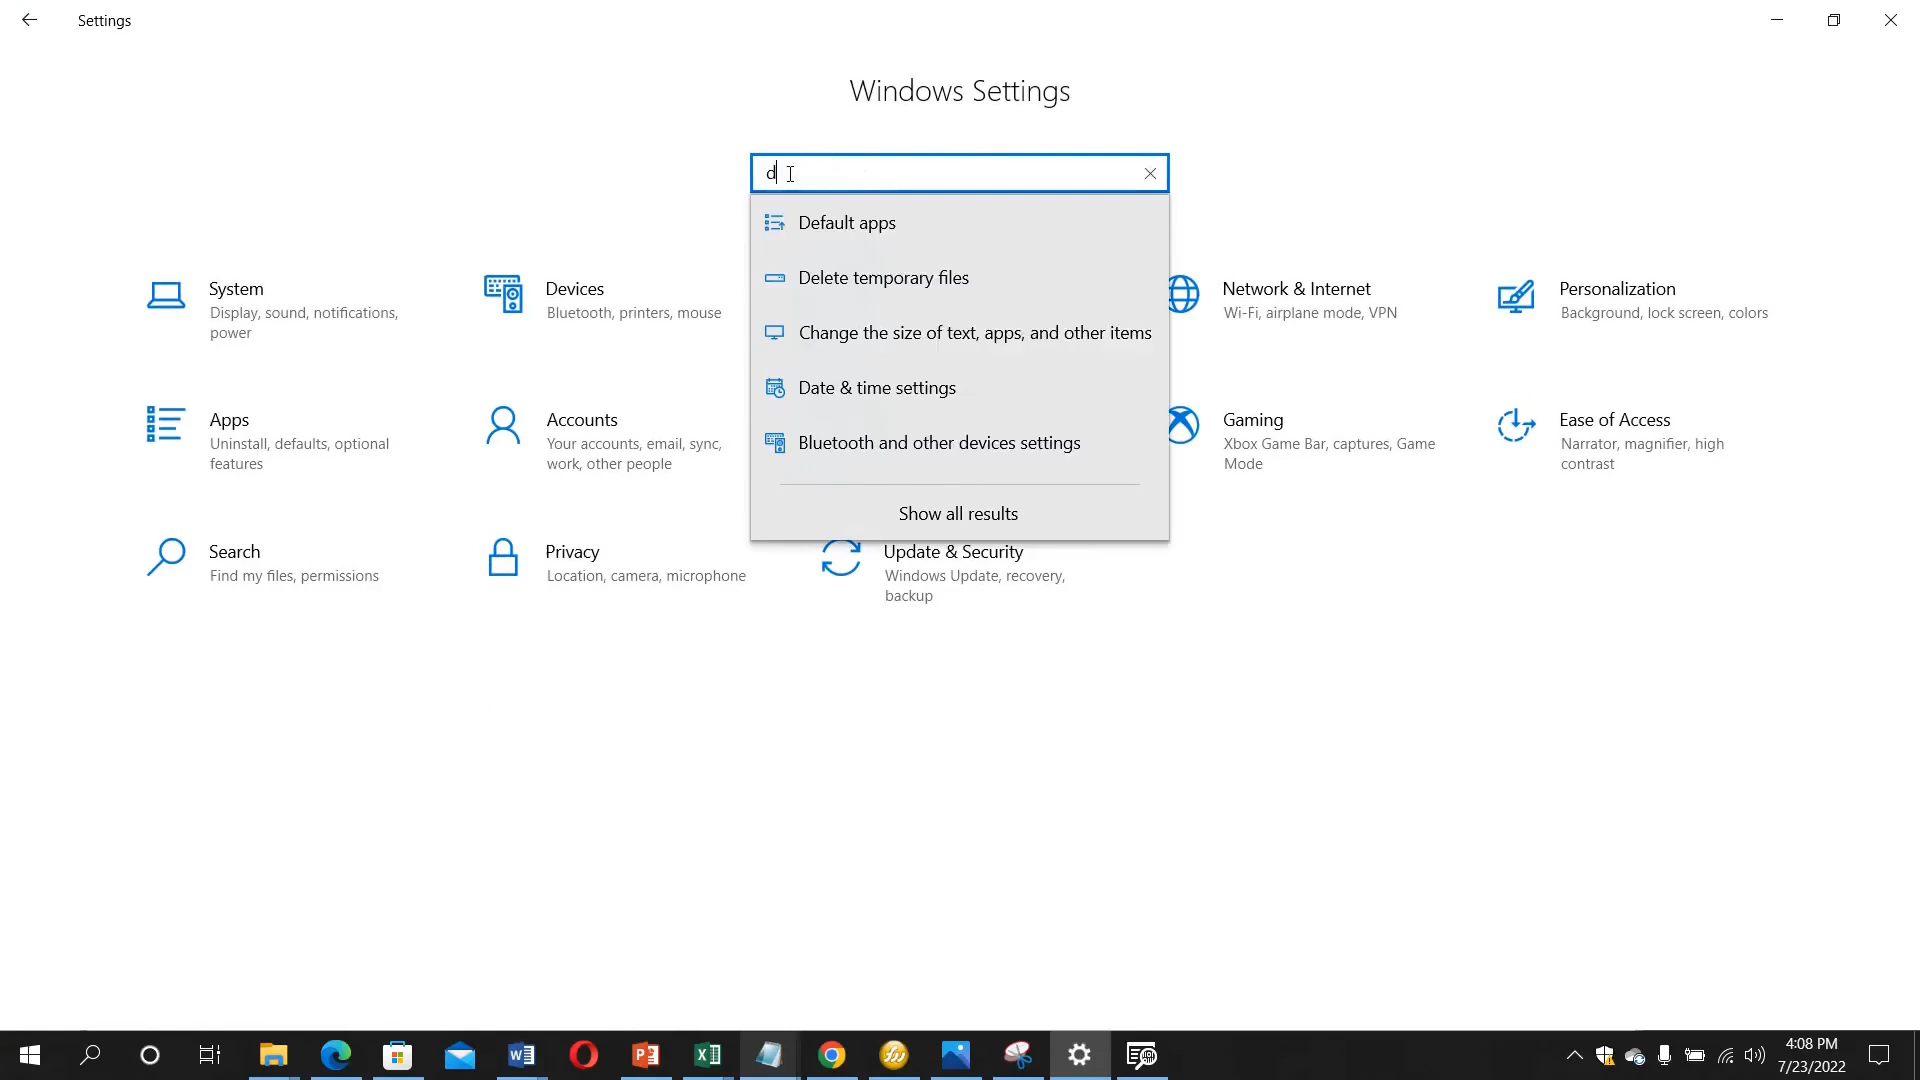 Settings
Windows Settings
d
Default apps
Delete temporary files
Change the size of text, apps, and other items
Date & time settings
Bluetooth and other devices settings
Show all results
System
Display, sound, notifications,
power
Devices
Bluetooth, printers, mouse
Network & Internet
Wi-Fi, airplane mode, VPN
Personalization
Background, lock screen, colors
Apps
Uninstall, defaults, optional
features
Accounts
Your accounts, email, sync,
work, other people
Gaming
Xbox Game Bar, captures, Game
Mode
Ease of Access
Narrator, magnifier, high
contrast
Search
Find my files, permissions
Privacy
Location, camera, microphone
Update & Security
Windows Update, recovery,
backup
4:08 PM
7/23/2022